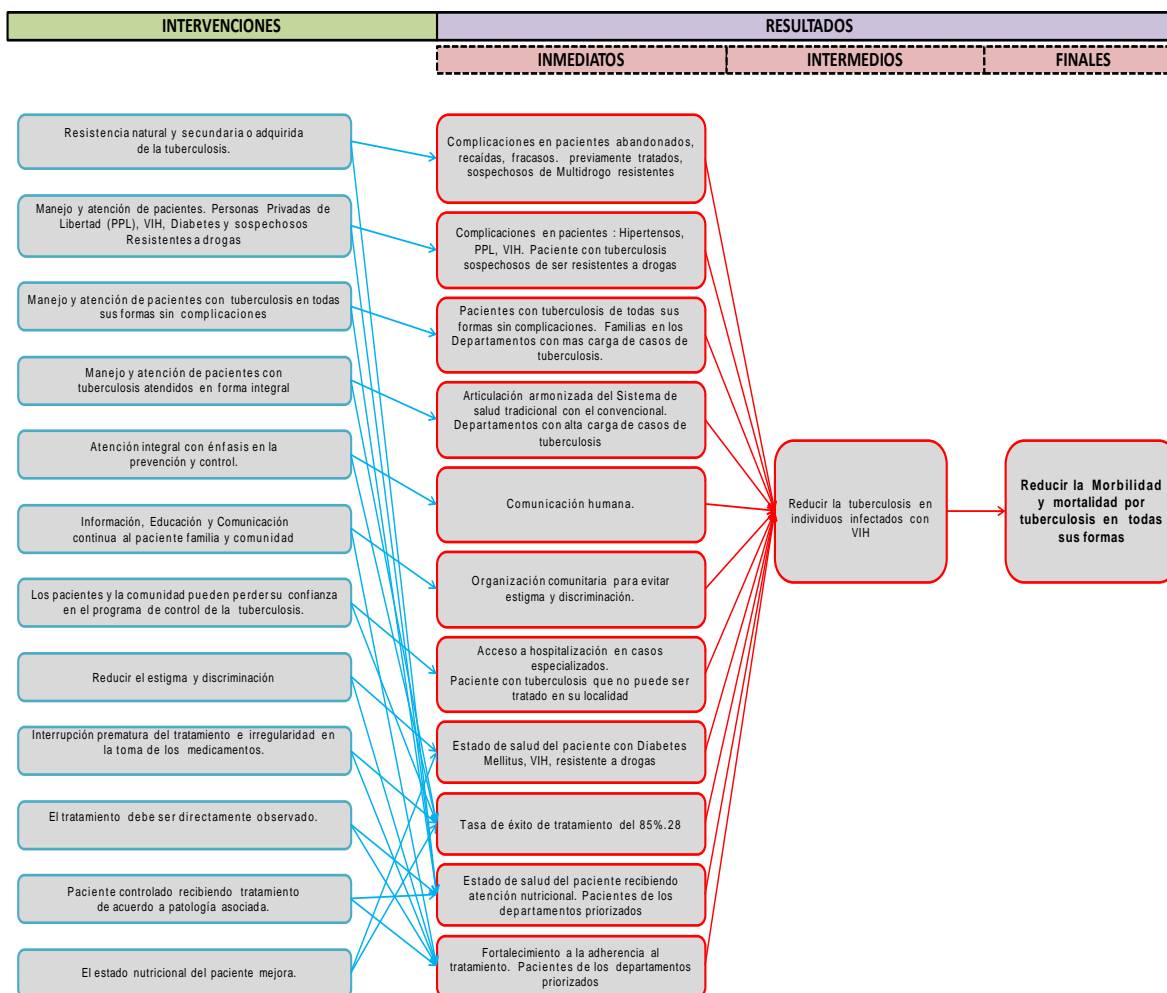 INTERVENCIONES
RESULTADOS
INMEDIATOS
INTERMEDIOS
FINALES
Resistencia natural y secundaria o adquirida
de la tuberculosis.
Manejo y atención de pacientes. Personas Privadas de
Libertad (PPL), VIH, Diabetes y sospechosos
Resistentes a drogas
Manejo y atención de pacientes con tuberculosis en todas
sus formas sin complicaciones
Manejo y atención de pacientes con
tuberculosis atendidos en forma integral
Atención integral con énfasis en la
prevención y control.
Información, Educación y Comunicación
continua al paciente familia y comunidad
Los pacientes y la comunidad pueden perder su confianza
en el programa de control de la tuberculosis.
Reducir el estigma y discriminación
Interrupción prematura del tratamiento e irregularidad en
la toma de los medicamentos.
El tratamiento debe ser directamente observado.
Paciente controlado recibiendo tratamiento
de acuerdo a patología asociada.
El estado nutricional del paciente mejora.
Complicaciones en pacientes abandonados,
recaídas, fracasos. previamente tratados,
sospechosos de Multidrogo resistentes
Complicaciones en pacientes : Hipertensos,
PPL, VIH. Paciente con tuberculosis
sospechosos de ser resistentes a drogas
Pacientes con tuberculosis de todas sus
formas sin complicaciones. Familias en los
Departamentos con mas carga de casos de
tuberculosis.
Articulación armonizada del Sistema de
salud tradicional con el convencional.
Departamentos con alta carga de casos de
tuberculosis
Comunicación humana.
Organización comunitaria para evitar
estigma y discriminación.
Acceso a hospitalización en casos
especializados.
Paciente con tuberculosis que no puede ser
tratado en su localidad
Estado de salud del paciente con Diabetes
Mellitus, VIH, resistente a drogas
Tasa de éxito de tratamiento del 85%.28
Estado de salud del paciente recibiendo
atención nutricional. Pacientes de los
departamentos priorizados
Fortalecimiento a la adherencia al
tratamiento. Pacientes de los departamentos
priorizados
Reducir la tuberculosis en
individuos infectados con
VIH
Reducir la Morbilidad
y mortalidad por
tuberculosis en todas
sus formas